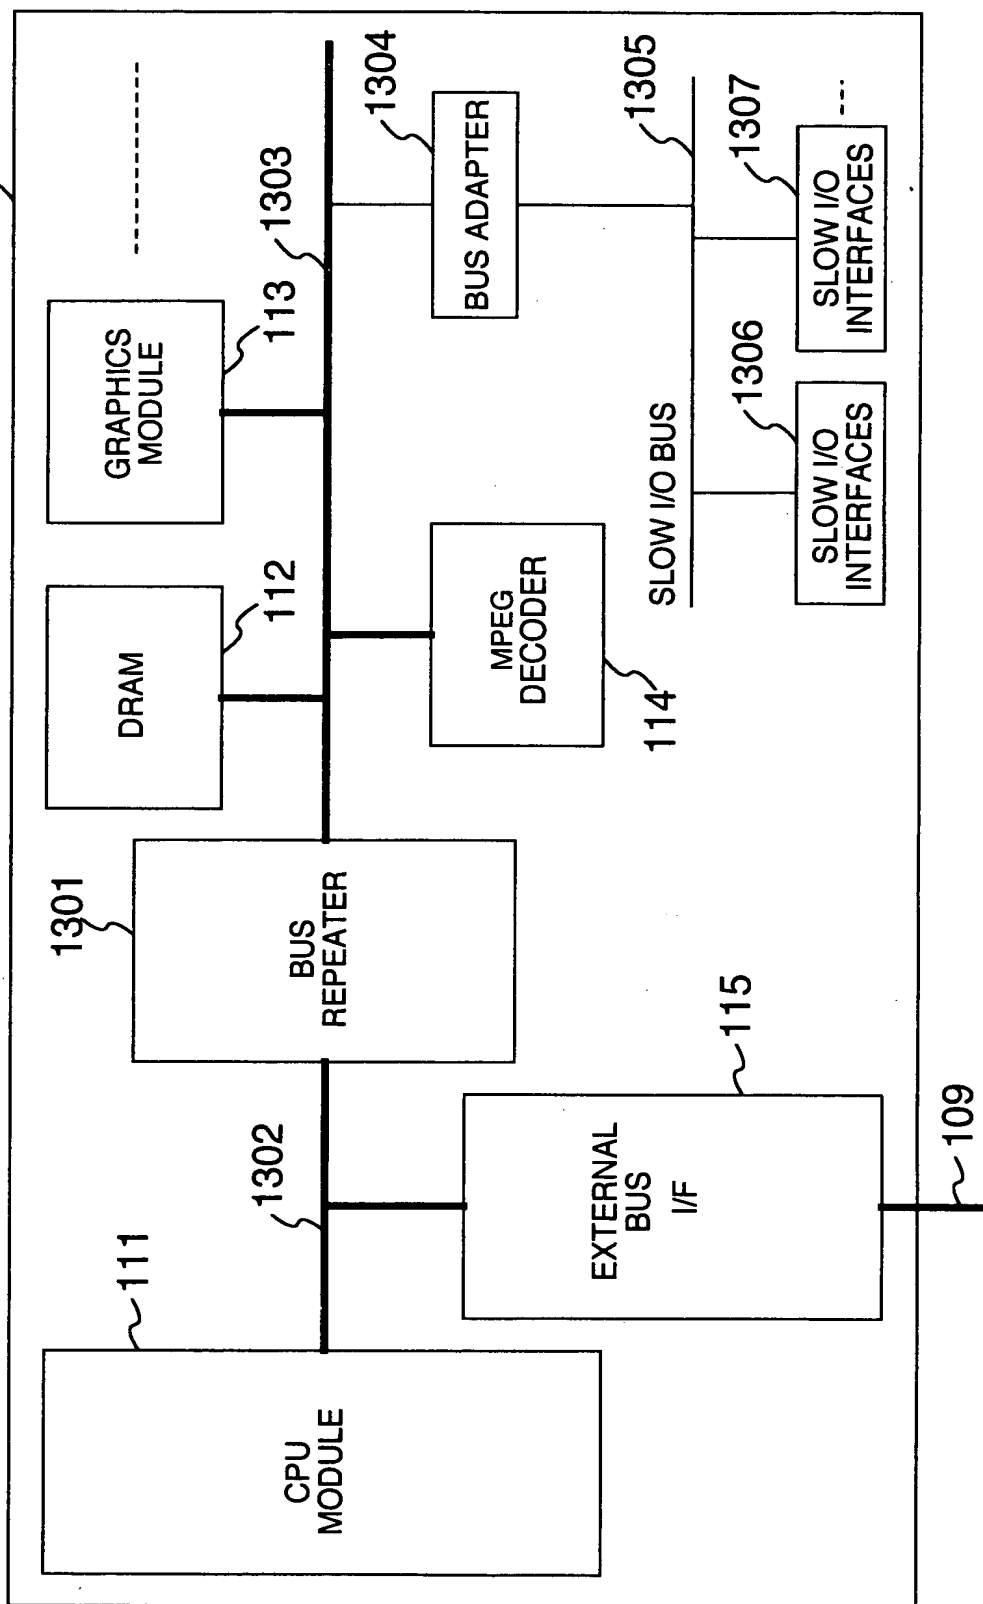 CPU
MODULE
111
1302
EXTERNAL
BUS
I/F
115
109
BUS
REPEATER
1301
DRAM
112
GRAPHICS
MODULE
113
1303
MPEG
DECODER
114
BUS ADAPTER
1304
SLOW I/O BUS
1305
SLOW I/O
INTERFACES
1306
SLOW I/O
INTERFACES
1307